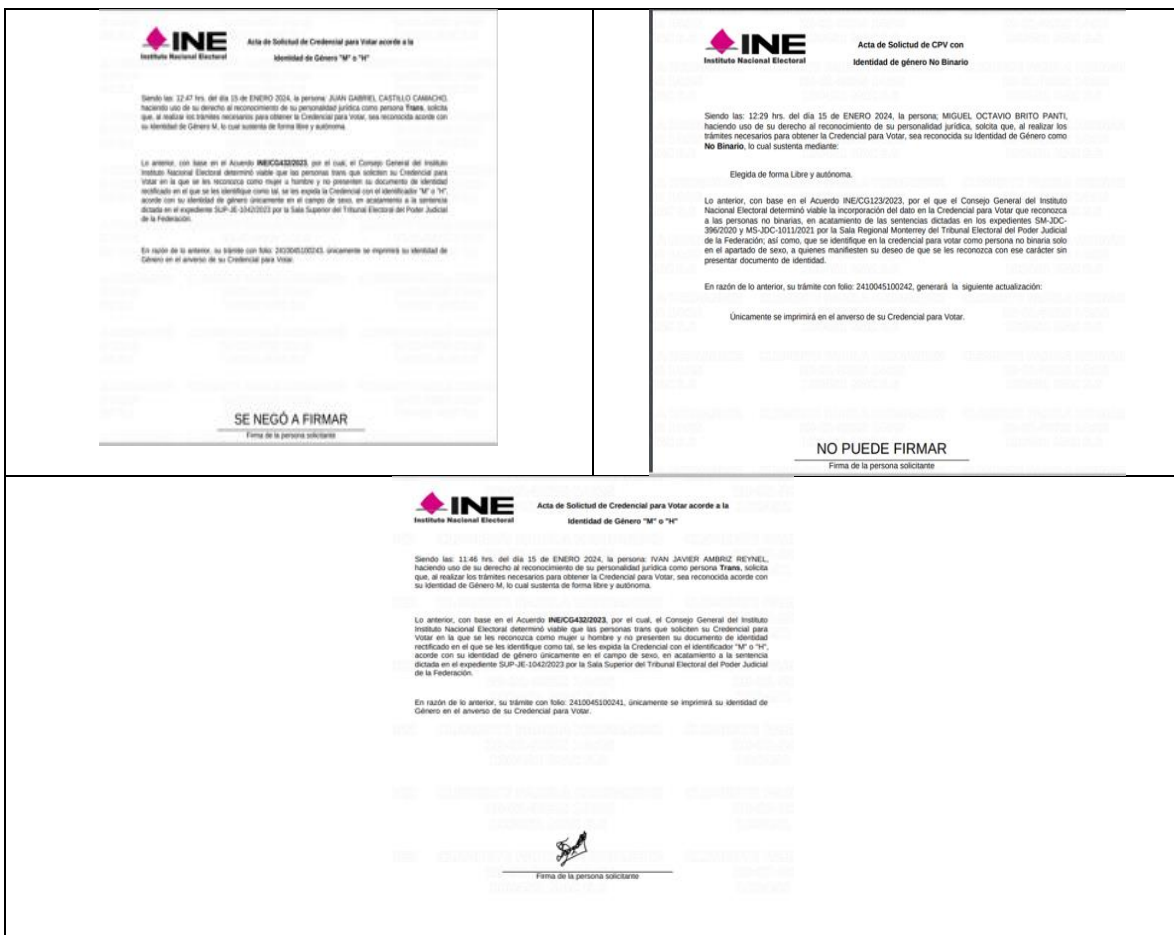 INE
Instituto Nacional Electoral
Acta de Solictud de Credencial para Votar acorde a la
Identidad de Género "M" o "H"
Siendo las: 12:47 hrs. del día 15 de ENERO 2024, la persona: JUAN GABRIEL CASTILLO CAMACHO,
haciendo uso de su derecho al reconocimiento de su personalidad jurídica como persona Trans, solicita
que, al realizar los trámites necesarios para obtener la Credencial para Votar, sea reconocida acorde con
su Identidad de Género M, lo cual sustenta de forma libre y autónoma.
Lo anterior, con base en el Acuerdo INE/CG432/2023, por el cual, el Consejo General del Instituto
Instituto Nacional Electoral determinó viable que las personas trans que soliciten su Credencial para
Votar en la que se les reconozca como mujer u hombre y no presenten su documento de identidad
rectificado en el que se les identifique como tal, se les expida la Credencial con el identificador "M" o "H",
acorde con su identidad de género únicamente en el campo de sexo, en acatamiento a la sentencia
dictada en el expediente SUP-JE-1042/2023 por la Sala Superior del Tribunal Electoral del Poder Judicial
de la Federación.
En razón de lo anterior, su trámite con folio: 2410045100243, únicamente se imprimirá su identidad de
Género en el anverso de su Credencial para Votar.
SE NEGÓ A FIRMAR
Firma de la persona solicitante
INE
Instituto Nacional Electoral
Acta de Solictud de CPV con
Identidad de género No Binario
Siendo las: 12:29 hrs. del día 15 de ENERO 2024, la persona; MIGUEL OCTAVIO BRITO PANTI,
haciendo uso de su derecho al reconocimiento de su personalidad jurídica, solcita que, al realizar los
trámites necesarios para obtener la Credencial para Votar, sea reconocida su Identidad de Género como
No Binario, lo cual sustenta mediante:
Elegida de forma Libre y autónoma.
Lo anterior, con base en el Acuerdo INE/CG123/2023, por el que el Consejo General del Instituto
Nacional Electoral determinó viable la incorporación del dato en la Credencial para Votar que reconozca
a las personas no binarias, en acatamiento de las sentencias dictadas en los expedientes SM-JDC-
396/2020 y MS-JDC-1011/2021 por la Sala Regional Monterrey del Tribunal Electoral del Poder Judicial
de la Federación; así como, que se identifique en la credencial para votar como persona no binaria solo
en el apartado de sexo, a quienes manifiesten su deseo de que se les reconozca con ese carácter sin
presentar documento de identidad.
En razón de lo anterior, su trámite con folio: 2410045100242, generará la siguiente actualización:
Únicamente se imprimirá en el anverso de su Credencial para Votar.
NO PUEDE FIRMAR
Firma de la persona solicitante
INE
Instituto Nacional Electoral
Acta de Solictud de Credencial para Votar acorde a la
Identidad de Género "M" o "H"
Siendo las: 11:46 hrs. del día 15 de ENERO 2024, la persona: IVAN JAVIER AMBRIZ REYNEL,
haciendo uso de su derecho al reconocimiento de su personalidad jurídica como persona Trans, solicita
que, al realizar los trámites necesarios para obtener la Credencial para Votar, sea reconocida acorde con
su Identidad de Género M, lo cual sustenta de forma libre y autónoma.
Lo anterior, con base en el Acuerdo INE/CG432/2023, por el cual, el Consejo General del Instituto
Instituto Nacional Electoral determinó viable que las personas trans que soliciten su Credencial para
Votar en la que se les reconozca como mujer u hombre y no presenten su documento de identidad
rectificado en el que se les identifique como tal, se les expida la Credencial con el identificador "M" o "H",
acorde con su identidad de género únicamente en el campo de sexo, en acatamiento a la sentencia
dictada en el expediente SUP-JE-1042/2023 por la Sala Superior del Tribunal Electoral del Poder Judicial
de la Federación.
En razón de lo anterior, su trámite con folio: 2410045100241, únicamente se imprimirá su identidad de
Género en el anverso de su Credencial para Votar.
Firma de la persona solicitante